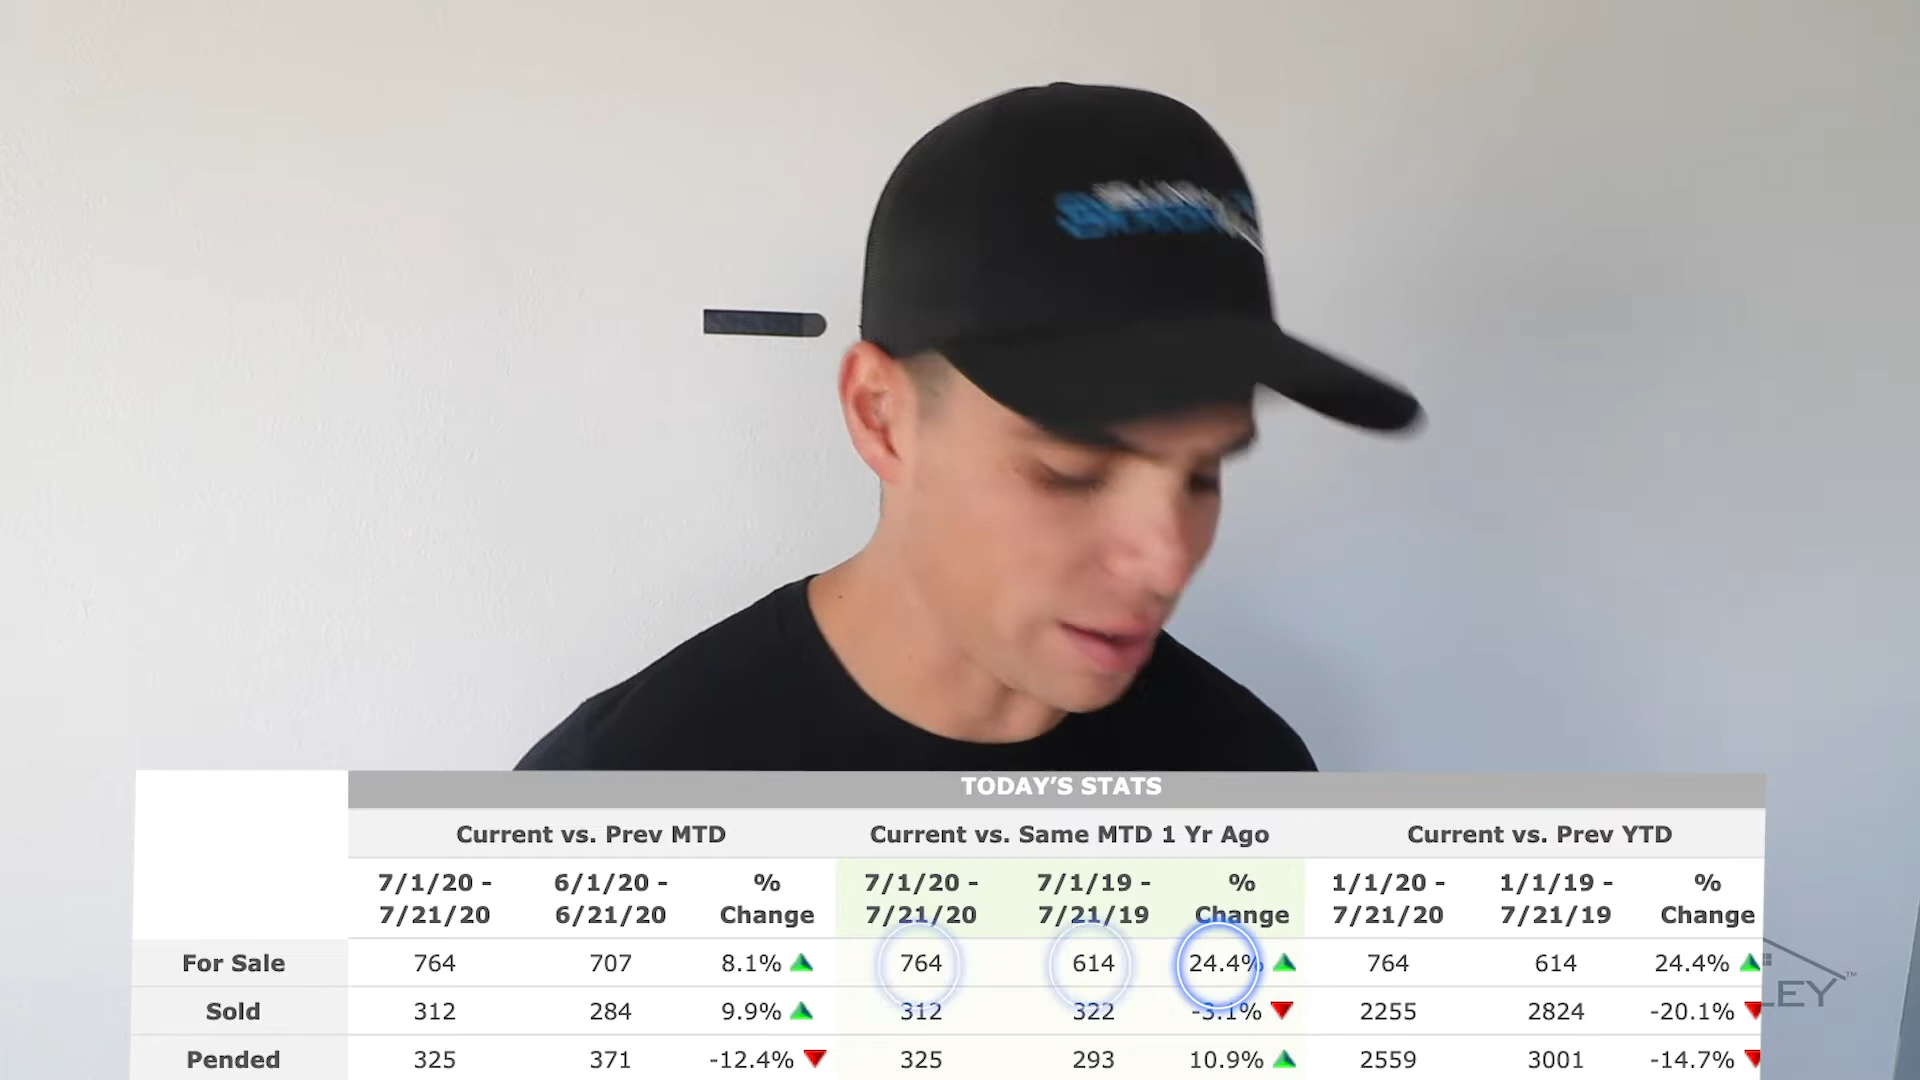 TODAY'S STATS
Current vs. Prev MTD Current vs. Same MTD 1 Yr Ago Current vs. Prev YTD
7/1/20 - 6/1/20 - % 7/1/20 - 7/1/19 - % 1/1/20 - 1/1/19 - %
7/21/20 6/21/20 Change 7/21/20 7/21/19 Change 7/21/20 7/21/19 Change
For Sale 764 707 8.1% 764 614 24.4% 764 614 24.4%
Sold 312 284 9.9% 312 322 -3.1% 2255 2824 -20.1%
Pended 325 371 -12.4% 325 293 10.9% 2559 3001 -14.7%
LEY™